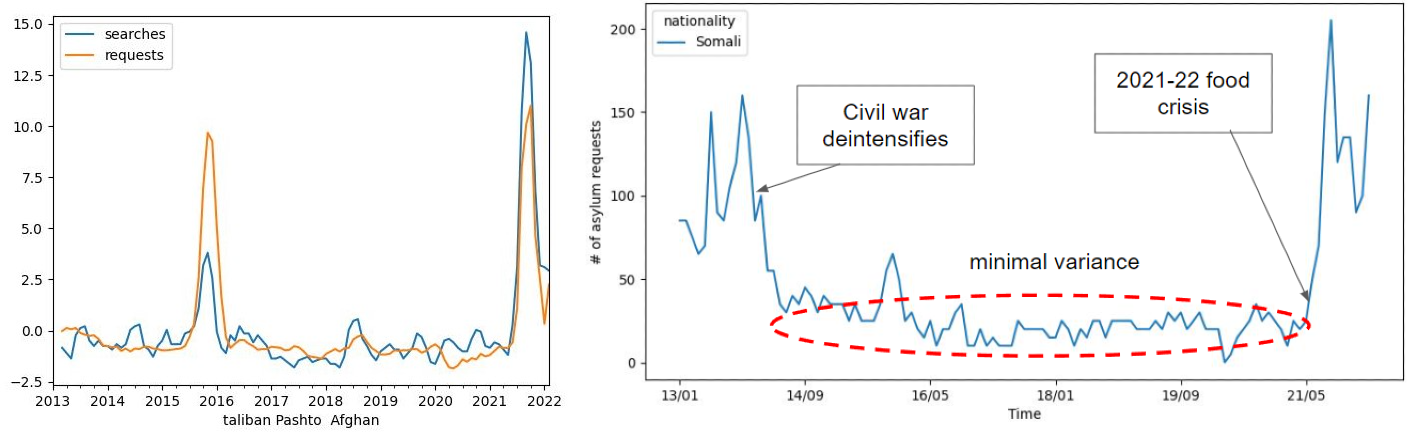 15.0
12.5
10.0
7.5
5.0
2.5
0.0
−2.5
searches
requests
2013 2014 2015 2016 2017 2018 2019 2020 2021 2022
taliban Pashto  Afghan
200
150
100
50
0
# of asylum requests
nationality
Somali
Civil war
deintensifies
2021-22 food
crisis
minimal variance
13/01 14/09 16/05 18/01 19/09 21/05
Time